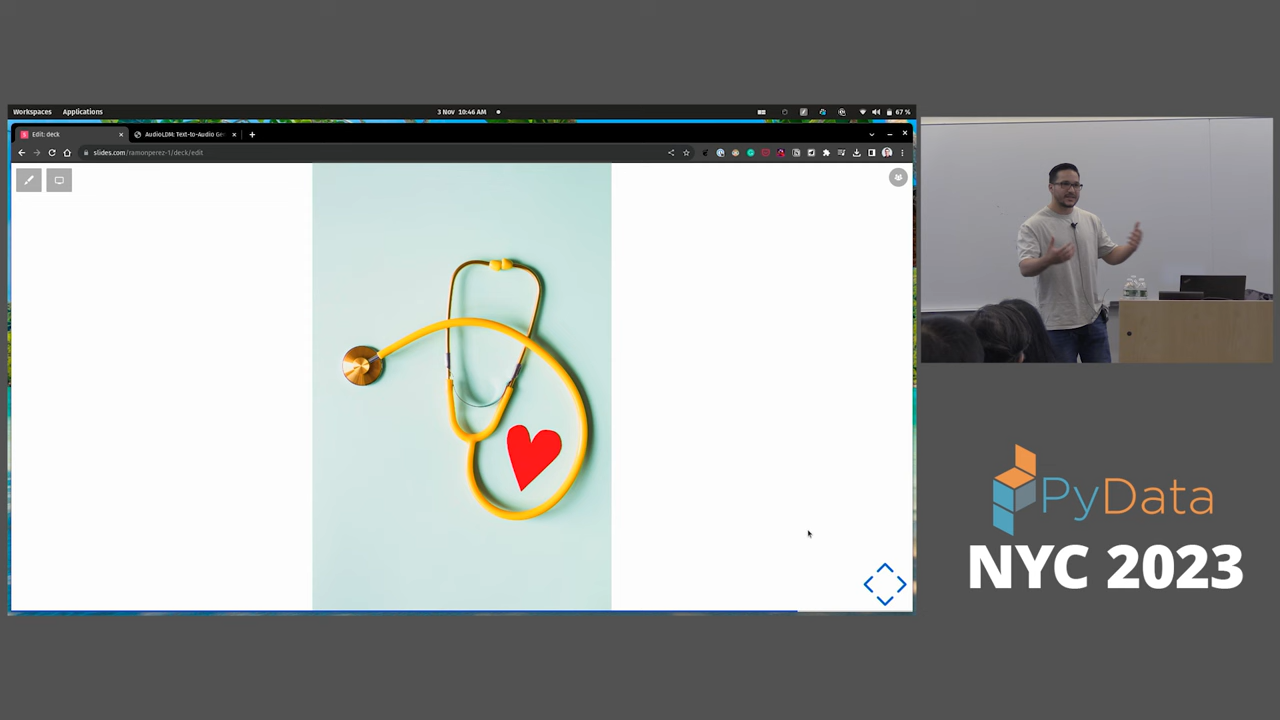 Workspaces Applications 3 Nov 10:46 AM 67 %
Edit: deck AudioLDM: Text-to-Audio Ge
slides.com/ramonperez-1/deck/edit
PyData
NYC 2023